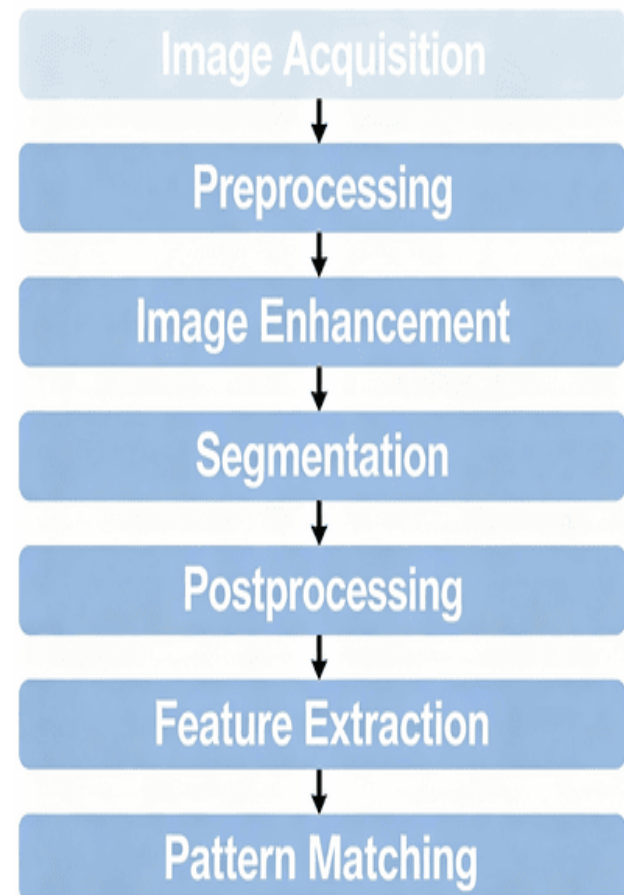 Image Acquisition
Preprocessing
Image Enhancement
Segmentation
Postprocessing
Feature Extraction
Pattern Matching